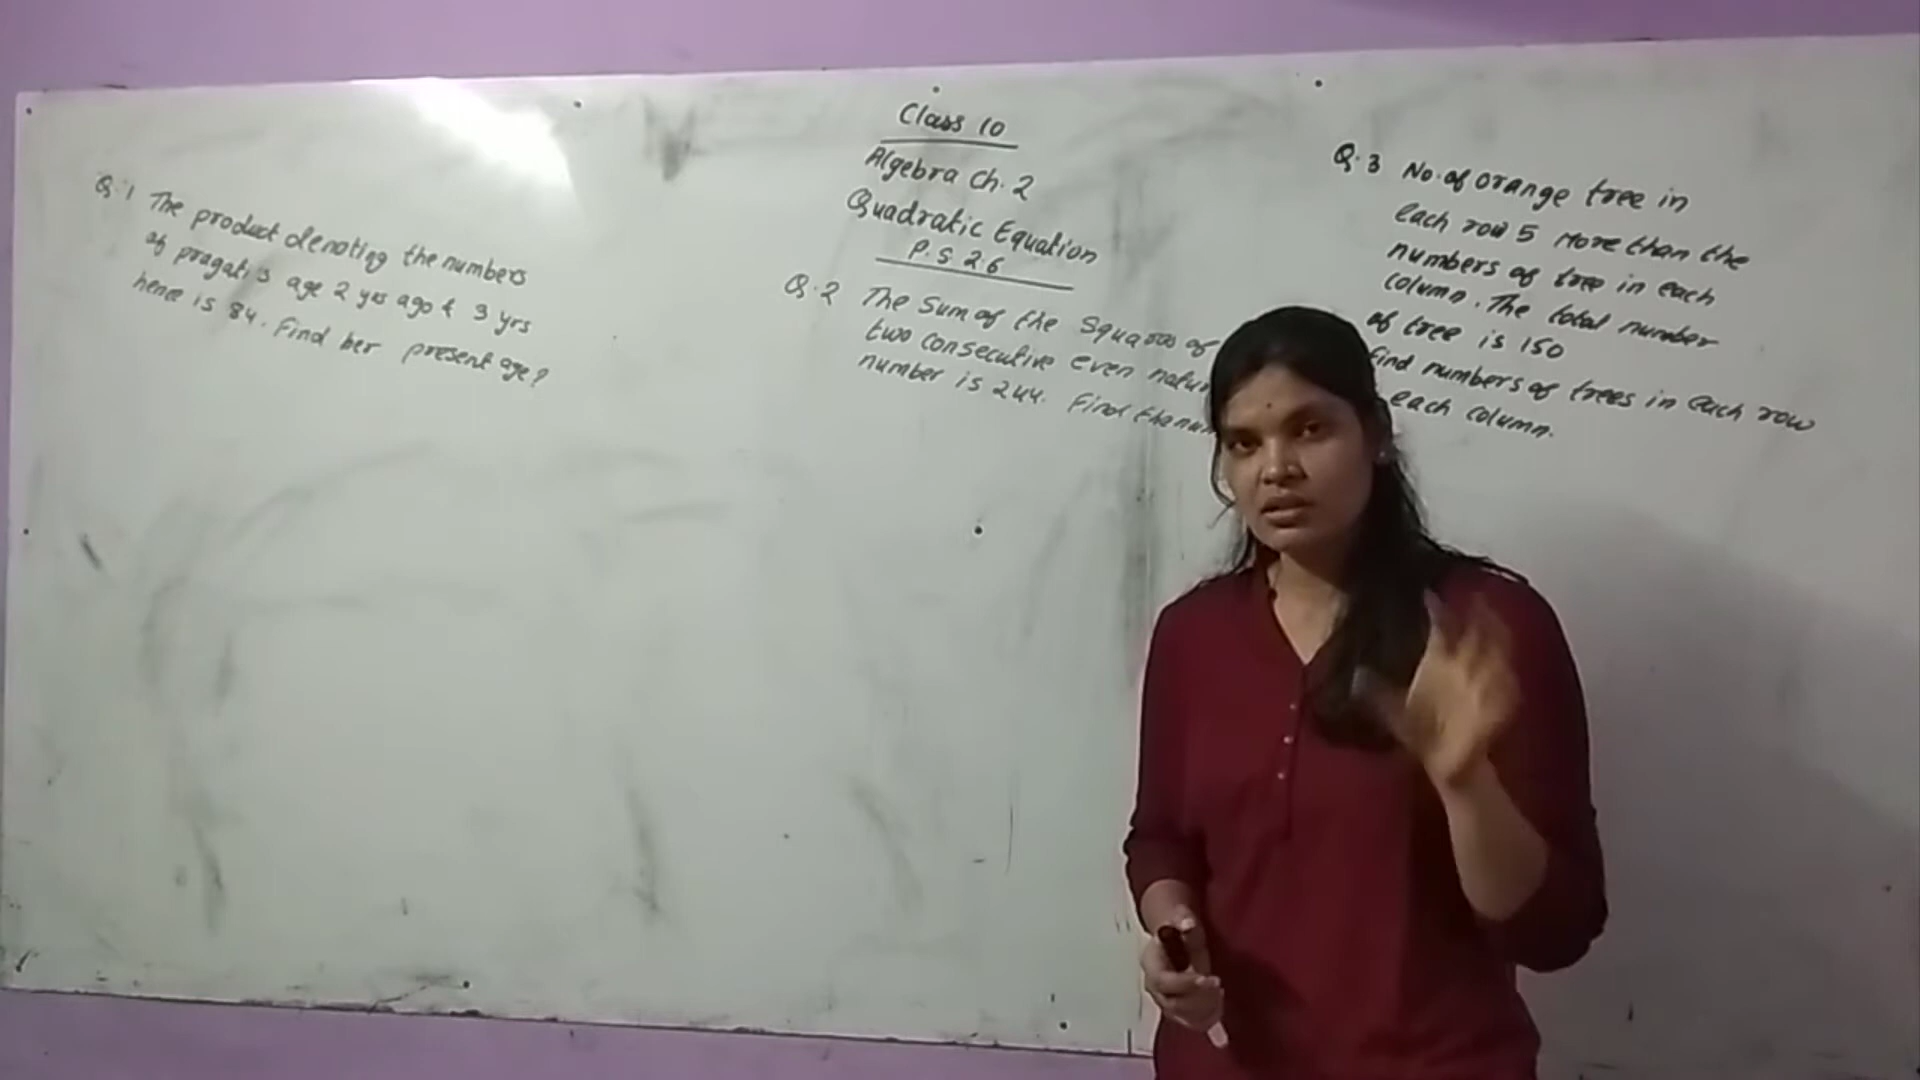 Class 10
Algebra Ch. 2
Quadratic Equation
P. S 2.6
Q. 1 The product denoting the numbers
of pragati's age 2 yrs ago & 3 yrs
hence is 84. Find her present age?
Q. 2 The Sum of the squares of
two consecutive even natur
number is 244. Find the num
Q. 3 No. of orange tree in
each row 5 More than the
numbers of tree in each
column. The total number
of tree is 150
find numbers of trees in each row
each column.